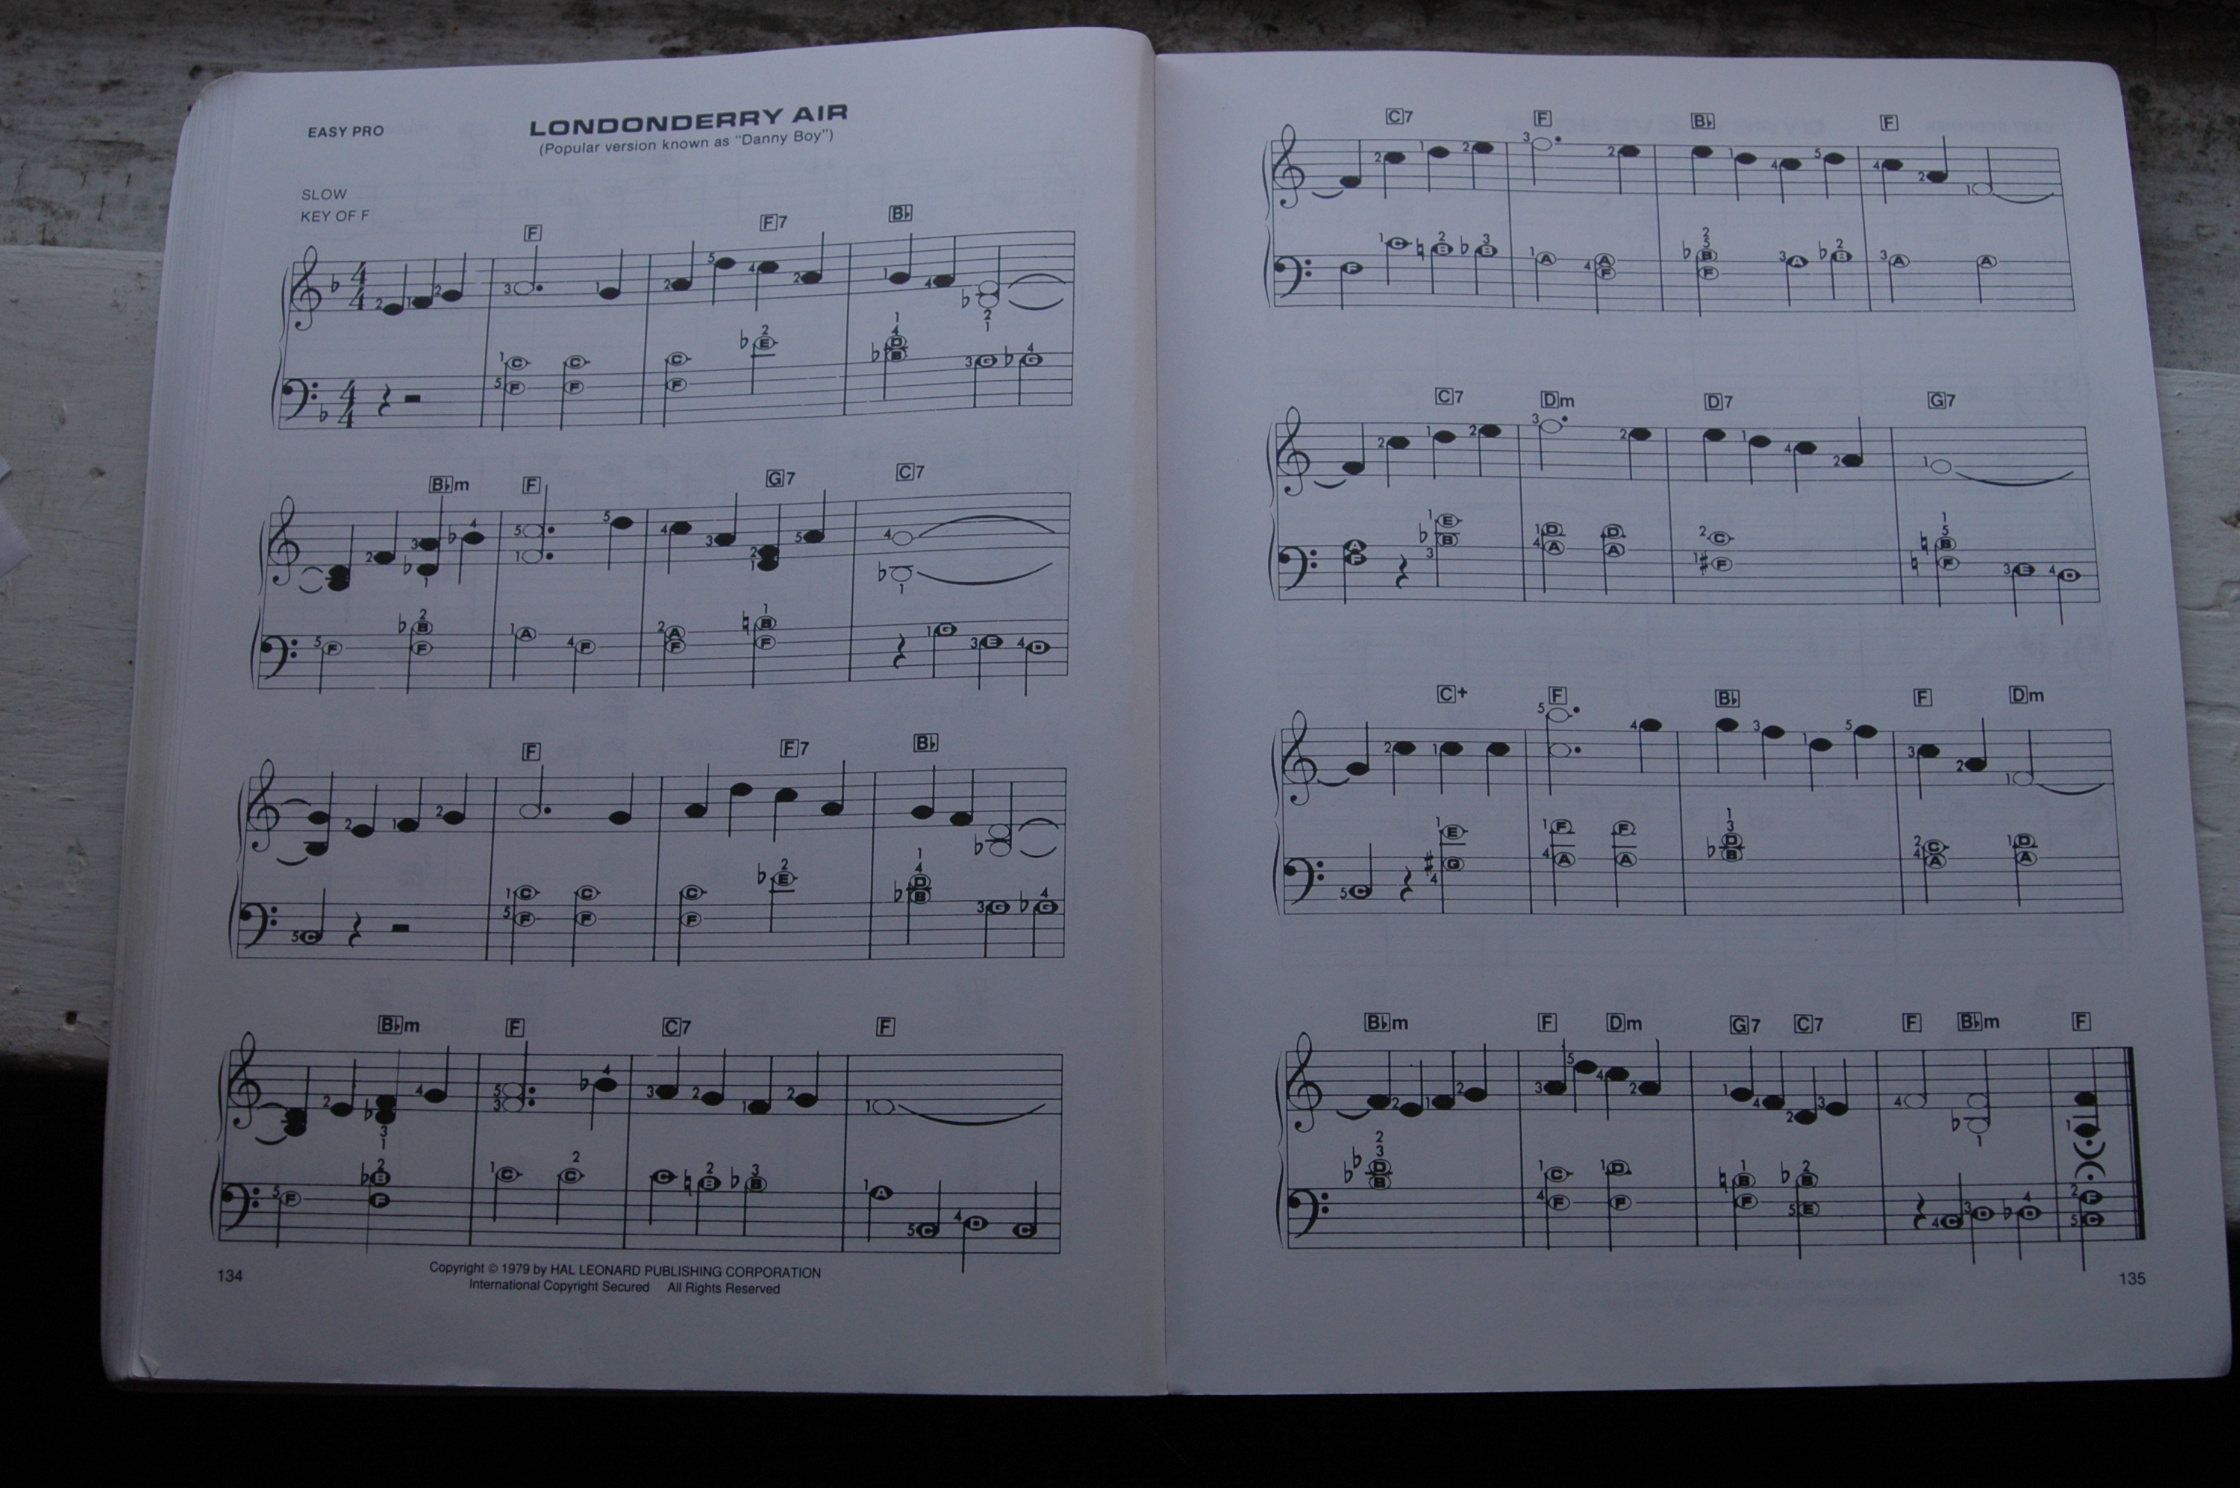 EASY PRO
LONDONDERRY AIR
(Popular version known as "Danny Boy")
SLOW
KEY OF F
F F7 B♭
B♭m F G7 C7
F F7 B♭
B♭m F C7 F
134
Copyright © 1979 by HAL LEONARD PUBLISHING CORPORATION
International Copyright Secured All Rights Reserved
C7 F B♭ F
C7 Dm D7 G7
C+ F B♭ F Dm
B♭m F Dm G7 C7 F B♭m F
135